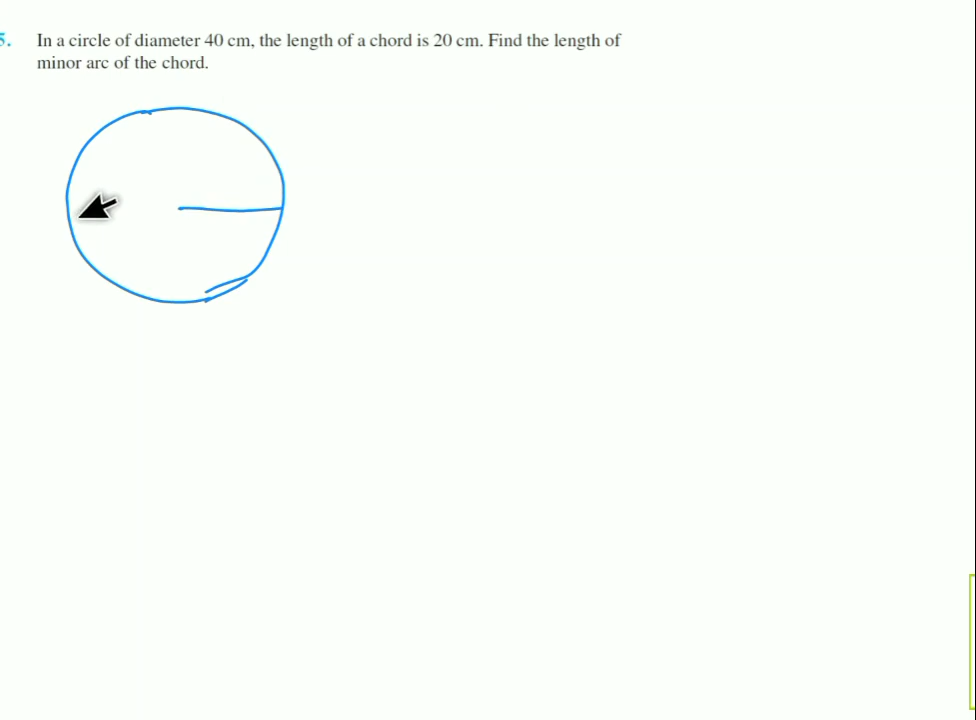 5. In a circle of diameter 40 cm, the length of a chord is 20 cm. Find the length of
minor arc of the chord.